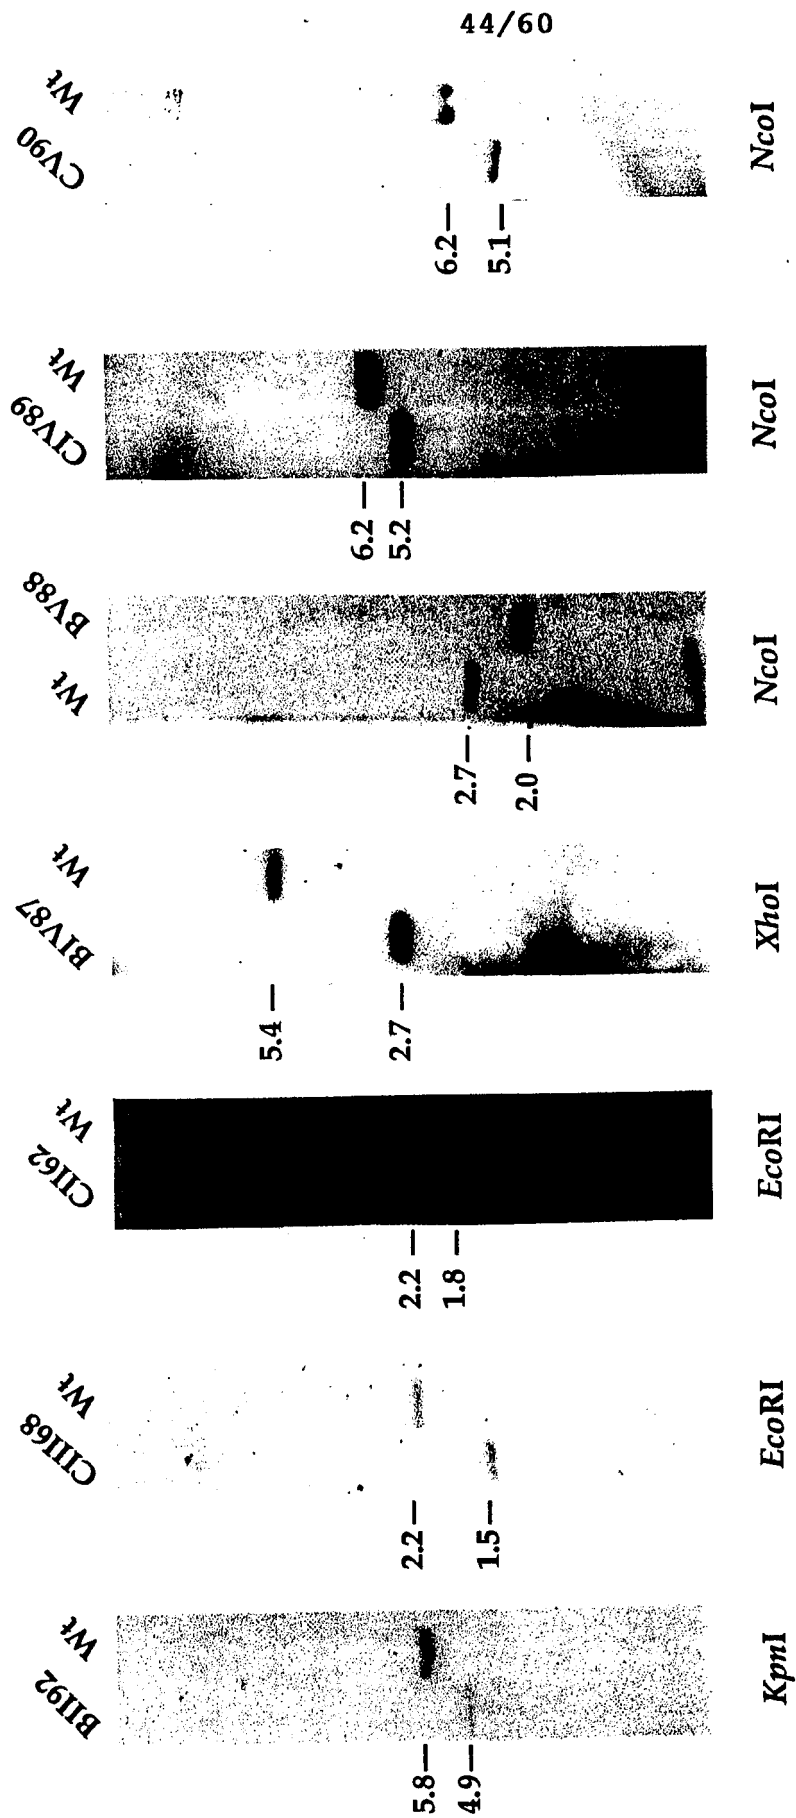 44/60
BII92 Wt
5.8
4.9
KpnI
CIII68 Wt
2.2
1.5
EcoRI
CII62 Wt
2.2
1.8
EcoRI
BIV87 Wt
5.4
2.7
XhoI
Wt BV88
2.7
2.0
NcoI
CIV89 Wt
6.2
5.2
NcoI
CV90 Wt
6.2
5.1
NcoI